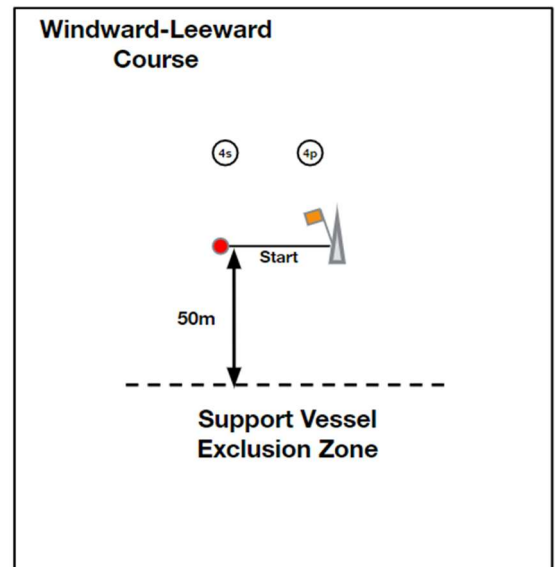 Windward-Leeward
Course
4s 4p
Start
50m
Support Vessel
Exclusion Zone